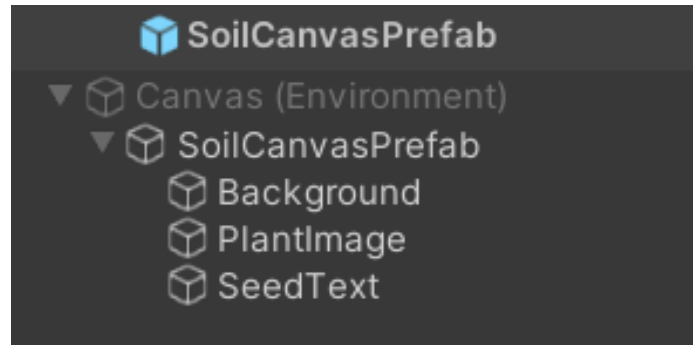 SoilCanvasPrefab
Canvas (Environment)
SoilCanvasPrefab
Background
PlantImage
SeedText